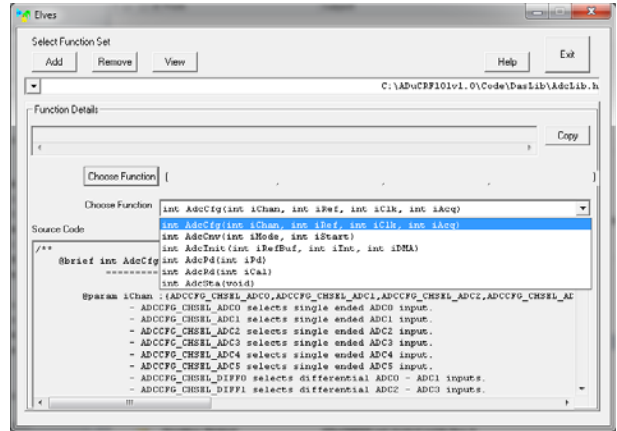 Elves
Select Function Set
Add Remove View Help Exit
C:\ADuCRF101v1.0\Code\DasLib\AdcLib.h
Function Details
Copy
Choose Function ( , , , )
Choose Function int AdcCfg(int iChan, int iRef, int iClk, int iAcq)
int AdcCfg(int iChan, int iRef, int iClk, int iAcq)
int AdcCnv(int iMode, int iStart)
int AdcInit(int iRefBuf, int iInt, int iDMA)
int AdcPd(int iPd)
int AdcRd(int iCal)
int AdcSta(void)
Source Code
/**
@brief int AdcCfg
=========
@param iChan :{ADCCFG_CHSEL_ADC0,ADCCFG_CHSEL_ADC1,ADCCFG_CHSEL_ADC2,ADCCFG_CHSEL_AD
- ADCCFG_CHSEL_ADC0 selects single ended ADC0 input.
- ADCCFG_CHSEL_ADC1 selects single ended ADC1 input.
- ADCCFG_CHSEL_ADC2 selects single ended ADC2 input.
- ADCCFG_CHSEL_ADC3 selects single ended ADC3 input.
- ADCCFG_CHSEL_ADC4 selects single ended ADC4 input.
- ADCCFG_CHSEL_ADC5 selects single ended ADC5 input.
- ADCCFG_CHSEL_DIFF0 selects differential ADC0 - ADC1 inputs.
- ADCCFG_CHSEL_DIFF1 selects differential ADC2 - ADC3 inputs.